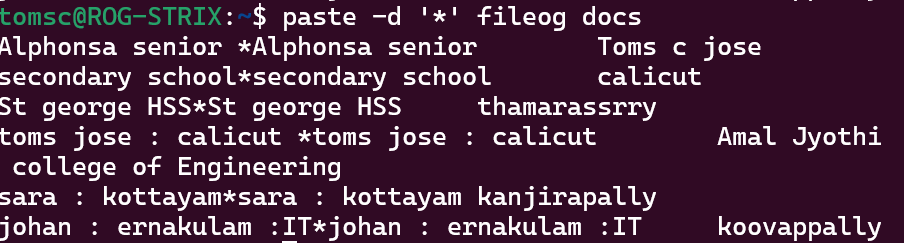 tomsc@ROG-STRIX:~$ paste -d '*' fileog docs
Alphonsa senior *Alphonsa senior        Toms c jose
secondary school*secondary school       calicut
St george HSS*St george HSS     thamarassrry
toms jose : calicut *toms jose : calicut        Amal Jyothi
 college of Engineering
sara : kottayam*sara : kottayam kanjirapally
johan : ernakulam :IT*johan : ernakulam :IT     koovappally